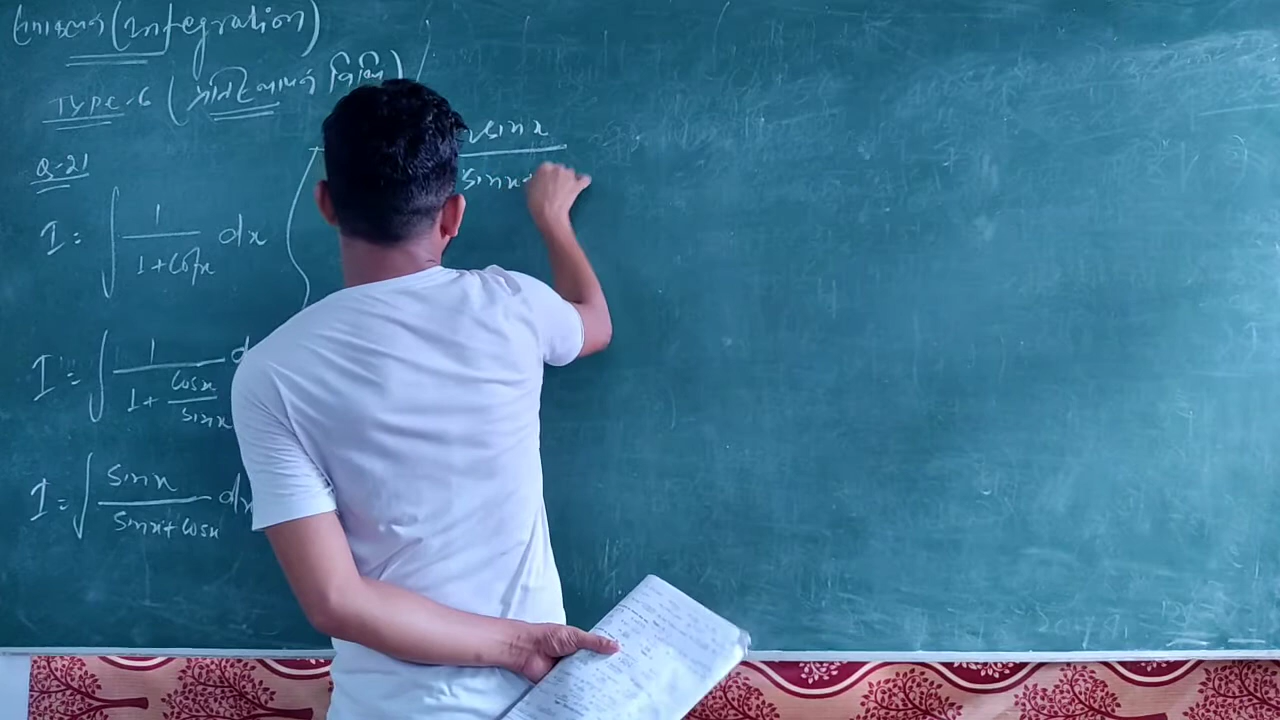 (Integration)
TYPE-6 (
Q-21
I = ∫ 1 / (1+cotx) dx
I = ∫ 1 / (1 + cosx/sinx) d
I = ∫ sinx / (sinx+cosx) dx
sinx
sinx+